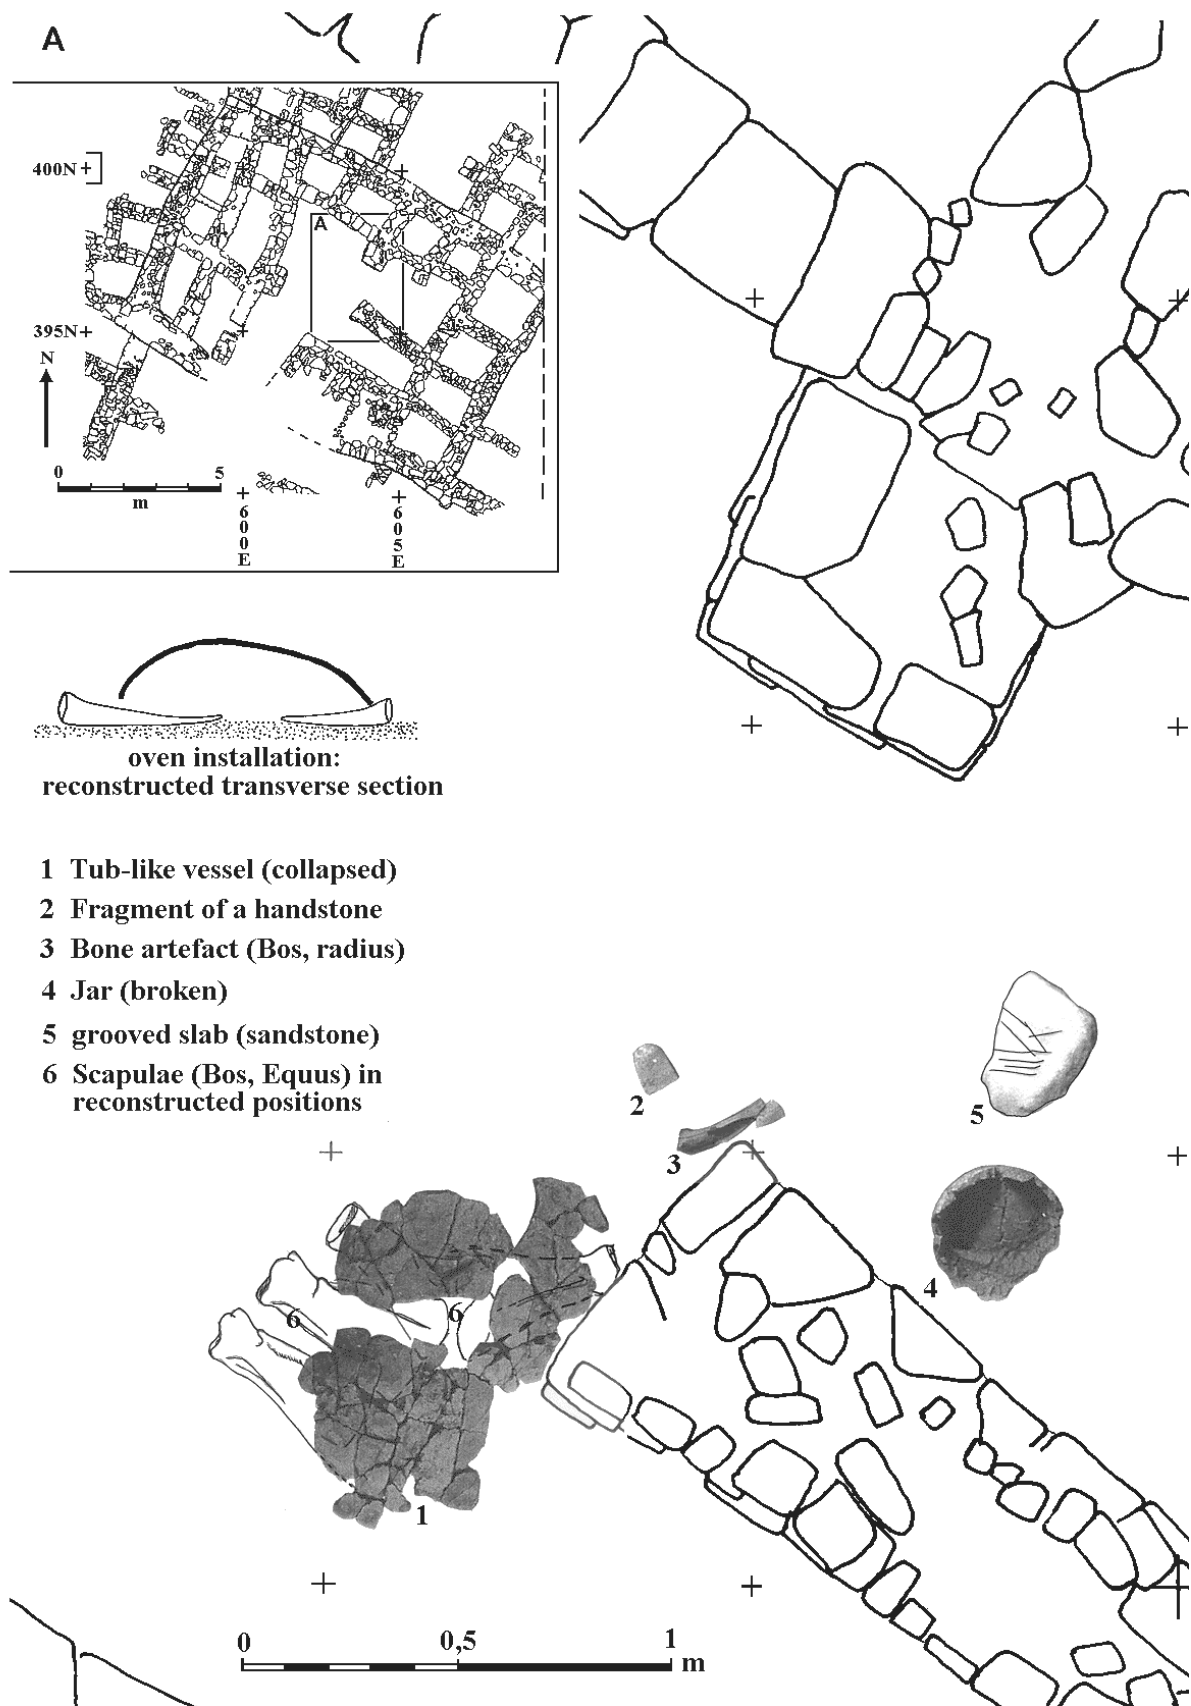 A
400N
A
395N
N
0 5
m
600E
605E
oven installation:
reconstructed transverse section
1 Tub-like vessel (collapsed)
2 Fragment of a handstone
3 Bone artefact (Bos, radius)
4 Jar (broken)
5 grooved slab (sandstone)
6 Scapulae (Bos, Equus) in
reconstructed positions
2
5
3
4
6
6
1
0 0,5 1
m